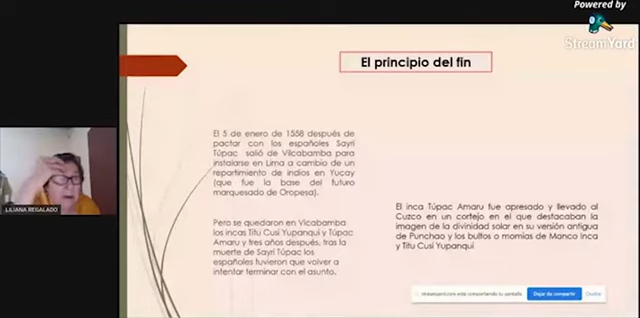 Powered by
StreamYard
El principio del fin
El 5 de enero de 1558 después de
pactar con los españoles Sayri
Túpac salió de Vilcabamba para
instalarse en Lima a cambio de un
repartimiento de indios en Yucay
(que fue la base del futuro
marquesado de Oropesa).
Pero se quedaron en Vilcabamba
los incas Titu Cusi Yupanqui y Túpac
Amaru y tres años después, tras la
muerte de Sayri Túpac los
españoles tuvieron que volver a
intentar terminar con el asunto.
El inca Túpac Amaru fue apresado y llevado al
Cuzco en un cortejo en el que destacaban la
imagen de la divinidad solar en su versión antigua
de Punchao y los bultos o momias de Manco Inca
y Titu Cusi Yupanqui
LILIANA REGALADO
streamyard.com está compartiendo tu pantalla
Dejar de compartir
Ocultar